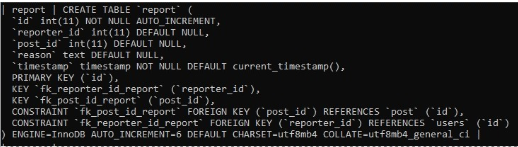 | report | CREATE TABLE `report` (
`id` int(11) NOT NULL AUTO_INCREMENT,
`reporter_id` int(11) DEFAULT NULL,
`post_id` int(11) DEFAULT NULL,
`reason` text DEFAULT NULL,
`timestamp` timestamp NOT NULL DEFAULT current_timestamp(),
PRIMARY KEY (`id`),
KEY `fk_reporter_id_report` (`reporter_id`),
KEY `fk_post_id_report` (`post_id`),
CONSTRAINT `fk_post_id_report` FOREIGN KEY (`post_id`) REFERENCES `post` (`id`),
CONSTRAINT `fk_reporter_id_report` FOREIGN KEY (`reporter_id`) REFERENCES `users` (`id`)
) ENGINE=InnoDB AUTO_INCREMENT=6 DEFAULT CHARSET=utf8mb4 COLLATE=utf8mb4_general_ci |